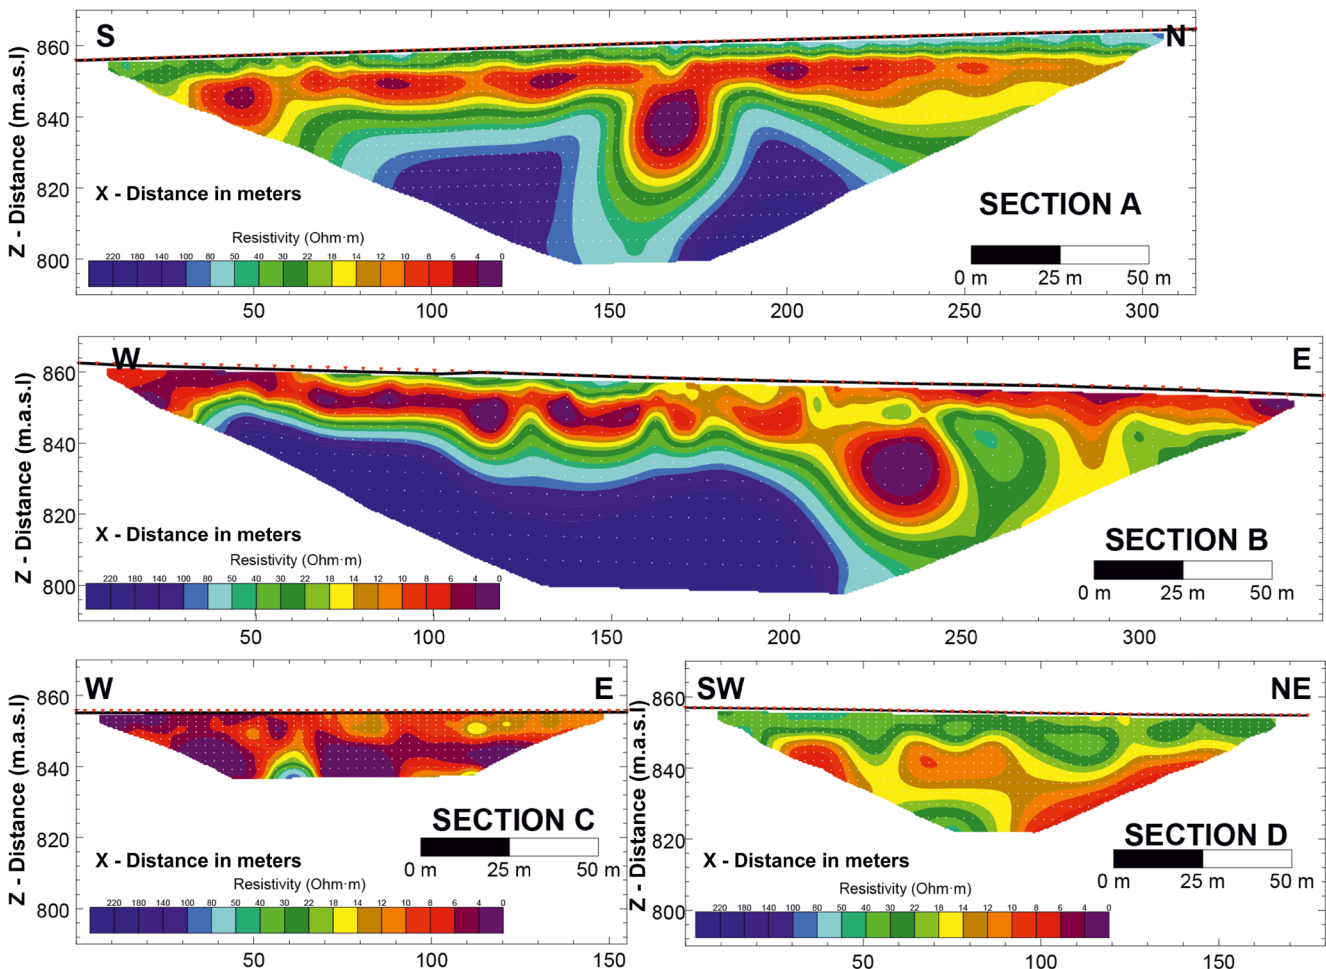 S
N
860
840
820
800
Z - Distance (m.a.s.l)
X - Distance in meters
SECTION A
Resistivity (Ohm·m)
220 180 140 100 80 50 40 30 22 18 14 12 10 8 6 4 0
0 m 25 m 50 m
50 100 150 200 250 300
W
E
860
840
820
800
Z - Distance (m.a.s.l)
X - Distance in meters
SECTION B
Resistivity (Ohm·m)
220 180 140 100 80 50 40 30 22 18 14 12 10 8 6 4 0
0 m 25 m 50 m
50 100 150 200 250 300
W
E
860
840
820
800
Z - Distance (m.a.s.l)
SECTION C
0 m 25 m 50 m
X - Distance in meters
Resistivity (Ohm·m)
220 180 140 100 80 50 40 30 22 18 14 12 10 8 6 4 0
50 100 150
SW
NE
860
840
820
800
Z - Distance (m.a.s.l)
SECTION D
X - Distance in meters
0 m 25 m 50 m
Resistivity (Ohm·m)
220 180 140 100 80 50 40 30 22 18 14 12 10 8 6 4 0
50 100 150